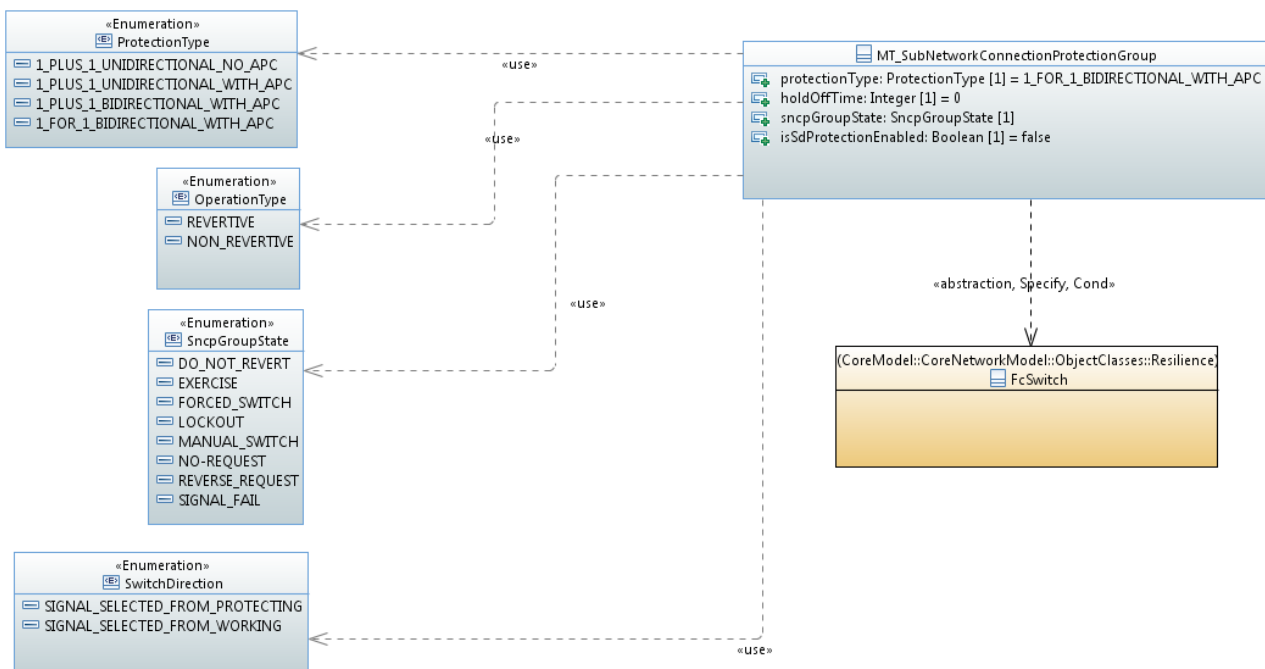 «Enumeration»
ProtectionType
1_PLUS_1_UNIDIRECTIONAL_NO_APC
1_PLUS_1_UNIDIRECTIONAL_WITH_APC
1_PLUS_1_BIDIRECTIONAL_WITH_APC
1_FOR_1_BIDIRECTIONAL_WITH_APC
«use»
MT_SubNetworkConnectionProtectionGroup
protectionType: ProtectionType [1] = 1_FOR_1_BIDIRECTIONAL_WITH_APC
holdOffTime: Integer [1] = 0
sncpGroupState: SncpGroupState [1]
isSdProtectionEnabled: Boolean [1] = false
«use»
«Enumeration»
OperationType
REVERTIVE
NON_REVERTIVE
«use»
«abstraction, Specify, Cond»
«Enumeration»
SncpGroupState
DO_NOT_REVERT
EXERCISE
FORCED_SWITCH
LOCKOUT
MANUAL_SWITCH
NO-REQUEST
REVERSE_REQUEST
SIGNAL_FAIL
(CoreModel::CoreNetworkModel::ObjectClasses::Resilience)
FcSwitch
«Enumeration»
SwitchDirection
SIGNAL_SELECTED_FROM_PROTECTING
SIGNAL_SELECTED_FROM_WORKING
«use»